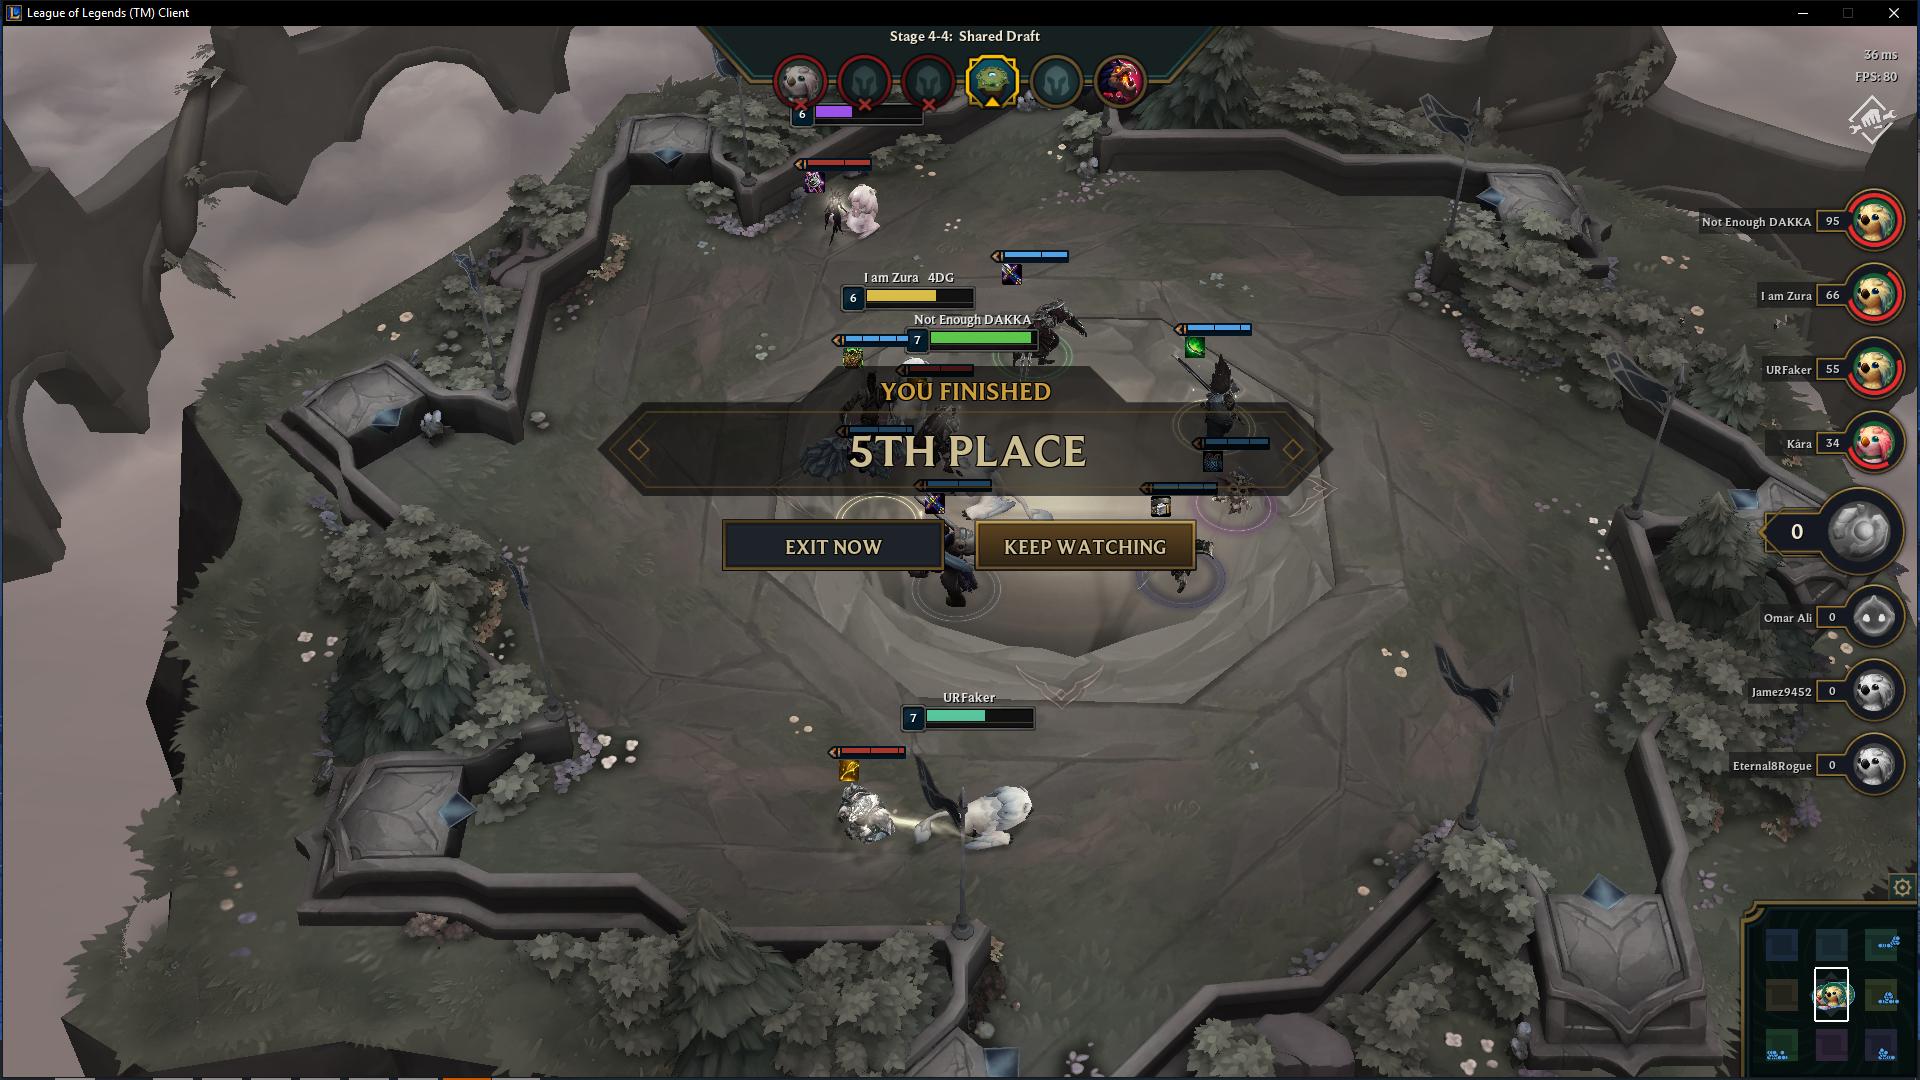 League of Legends (TM) Client
Stage 4-4: Shared Draft
36 ms
FPS: 80
6
I am Zura 4DG
6
Not Enough DAKKA
7
YOU FINISHED
5TH PLACE
EXIT NOW
KEEP WATCHING
URFaker
7
Not Enough DAKKA 95
I am Zura 66
URFaker 55
Kâra 34
0
Omar Ali 0
Jamez9452 0
Eternal8Rogue 0